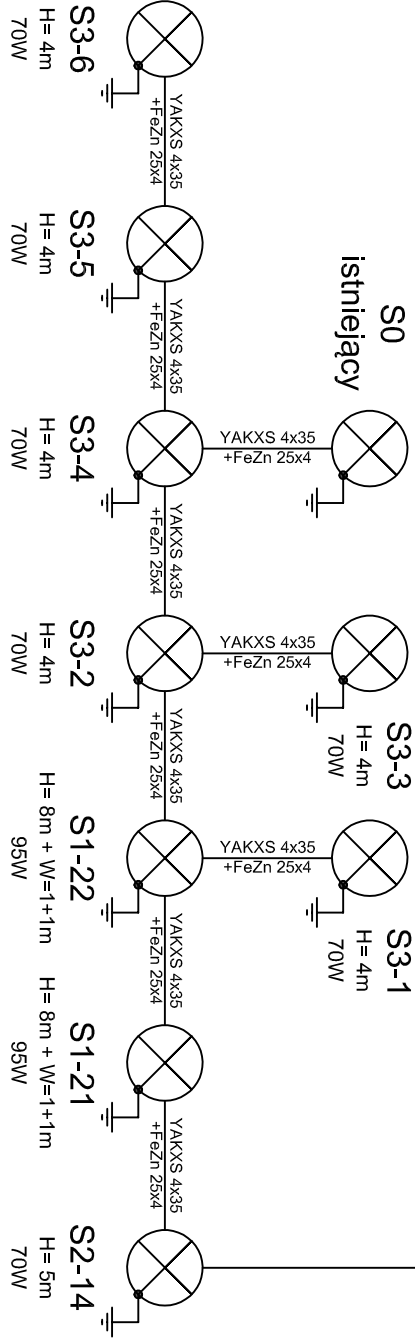 S3-6
H= 4m
70W
YAKXS 4x35
+FeZn 25x4
S3-5
H= 4m
70W
YAKXS 4x35
+FeZn 25x4
S0
istniejący
YAKXS 4x35
+FeZn 25x4
S3-4
H= 4m
70W
YAKXS 4x35
+FeZn 25x4
S3-3
H= 4m
70W
YAKXS 4x35
+FeZn 25x4
S3-2
H= 4m
70W
YAKXS 4x35
+FeZn 25x4
S3-1
H= 4m
70W
YAKXS 4x35
+FeZn 25x4
S1-22
H= 8m + W=1+1m
95W
YAKXS 4x35
+FeZn 25x4
S1-21
H= 8m + W=1+1m
95W
YAKXS 4x35
+FeZn 25x4
S2-14
H= 5m
70W